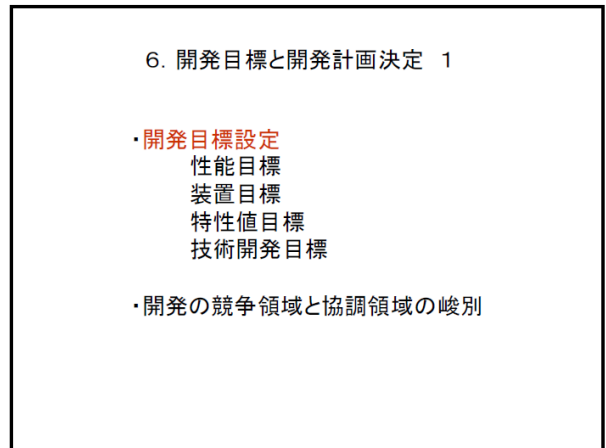 ６．開発目標と開発計画決定　１
・開発目標設定
性能目標
装置目標
特性値目標
技術開発目標
・開発の競争領域と協調領域の峻別